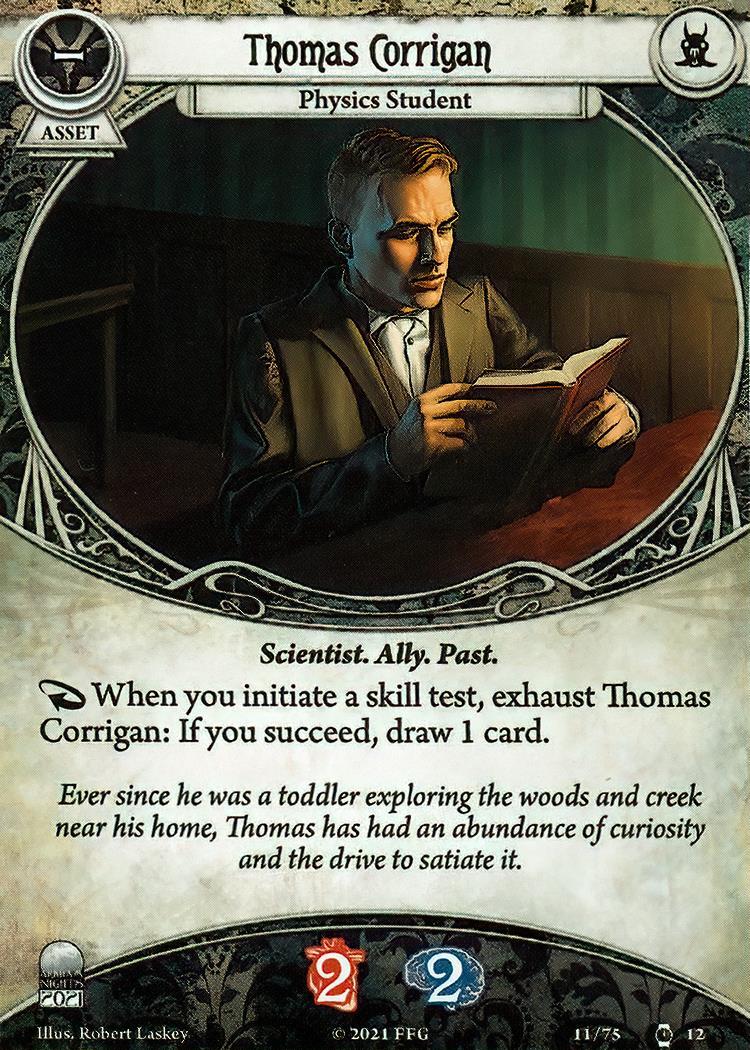 Thomas Corrigan
Physics Student
ASSET
Scientist. Ally. Past.
When you initiate a skill test, exhaust Thomas
Corrigan: If you succeed, draw 1 card.
Ever since he was a toddler exploring the woods and creek
near his home, Thomas has had an abundance of curiosity
and the drive to satiate it.
ARKHAM
NIGHTS
2021
2
2
Illus. Robert Laskey
© 2021 FFG
11/75
12